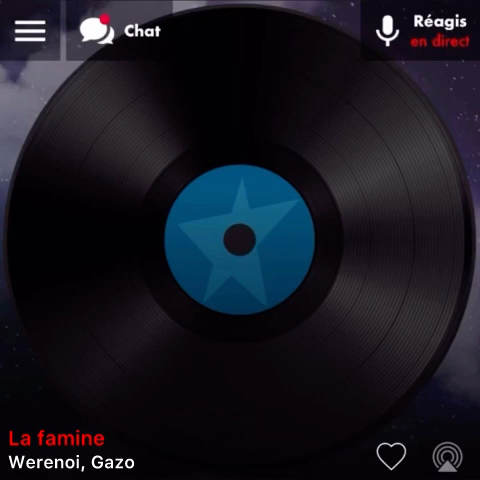 Chat
Réagis
en direct
La famine
Werenoi, Gazo